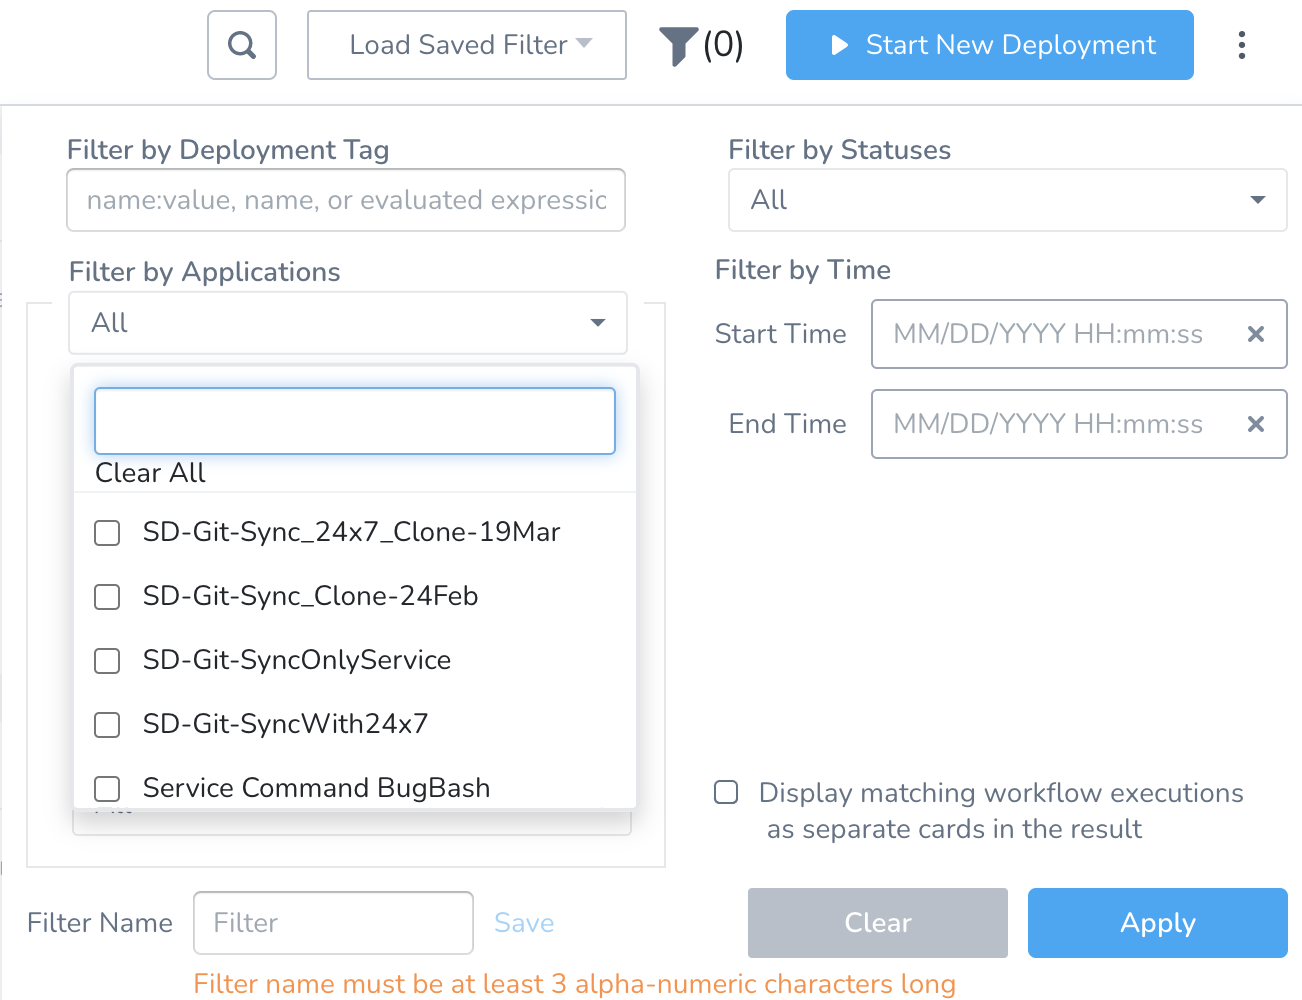 Load Saved Filter
(0)
Start New Deployment
Filter by Deployment Tag
name:value, name, or evaluated expressic
Filter by Statuses
All
Filter by Applications
All
Filter by Time
Start Time
MM/DD/YYYY HH:mm:ss
End Time
MM/DD/YYYY HH:mm:ss
Clear All
SD-Git-Sync_24x7_Clone-19Mar
SD-Git-Sync_Clone-24Feb
SD-Git-SyncOnlyService
SD-Git-SyncWith24x7
Service Command BugBash
Display matching workflow executions
as separate cards in the result
Filter Name
Filter
Save
Clear
Apply
Filter name must be at least 3 alpha-numeric characters long